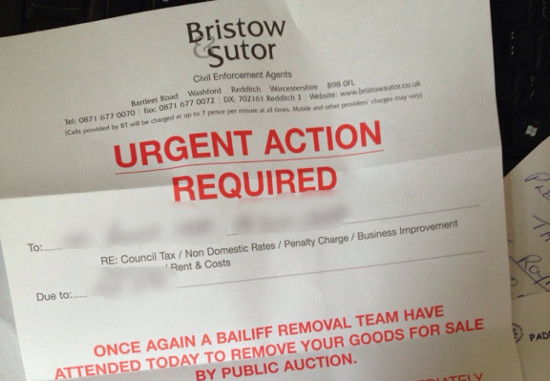 Bristow
& Sutor
Civil Enforcement Agents
Bartleet Road Washford Redditch Worcestershire B98 0FL
Tel: 0871 677 0070 | Fax: 0871 677 0072 | DX: 702161 Redditch 3 | Website: www.bristowsutor.co.uk
(Calls provided by BT will be charged at up to 7 pence per minute at all times. Mobile and other providers' charges may vary)
URGENT ACTION
REQUIRED
To:
RE: Council Tax / Non Domestic Rates / Penalty Charge / Business Improvement
/ Rent & Costs
Due to:
ONCE AGAIN A BAILIFF REMOVAL TEAM HAVE
ATTENDED TODAY TO REMOVE YOUR GOODS FOR SALE
BY PUBLIC AUCTION.
PADD